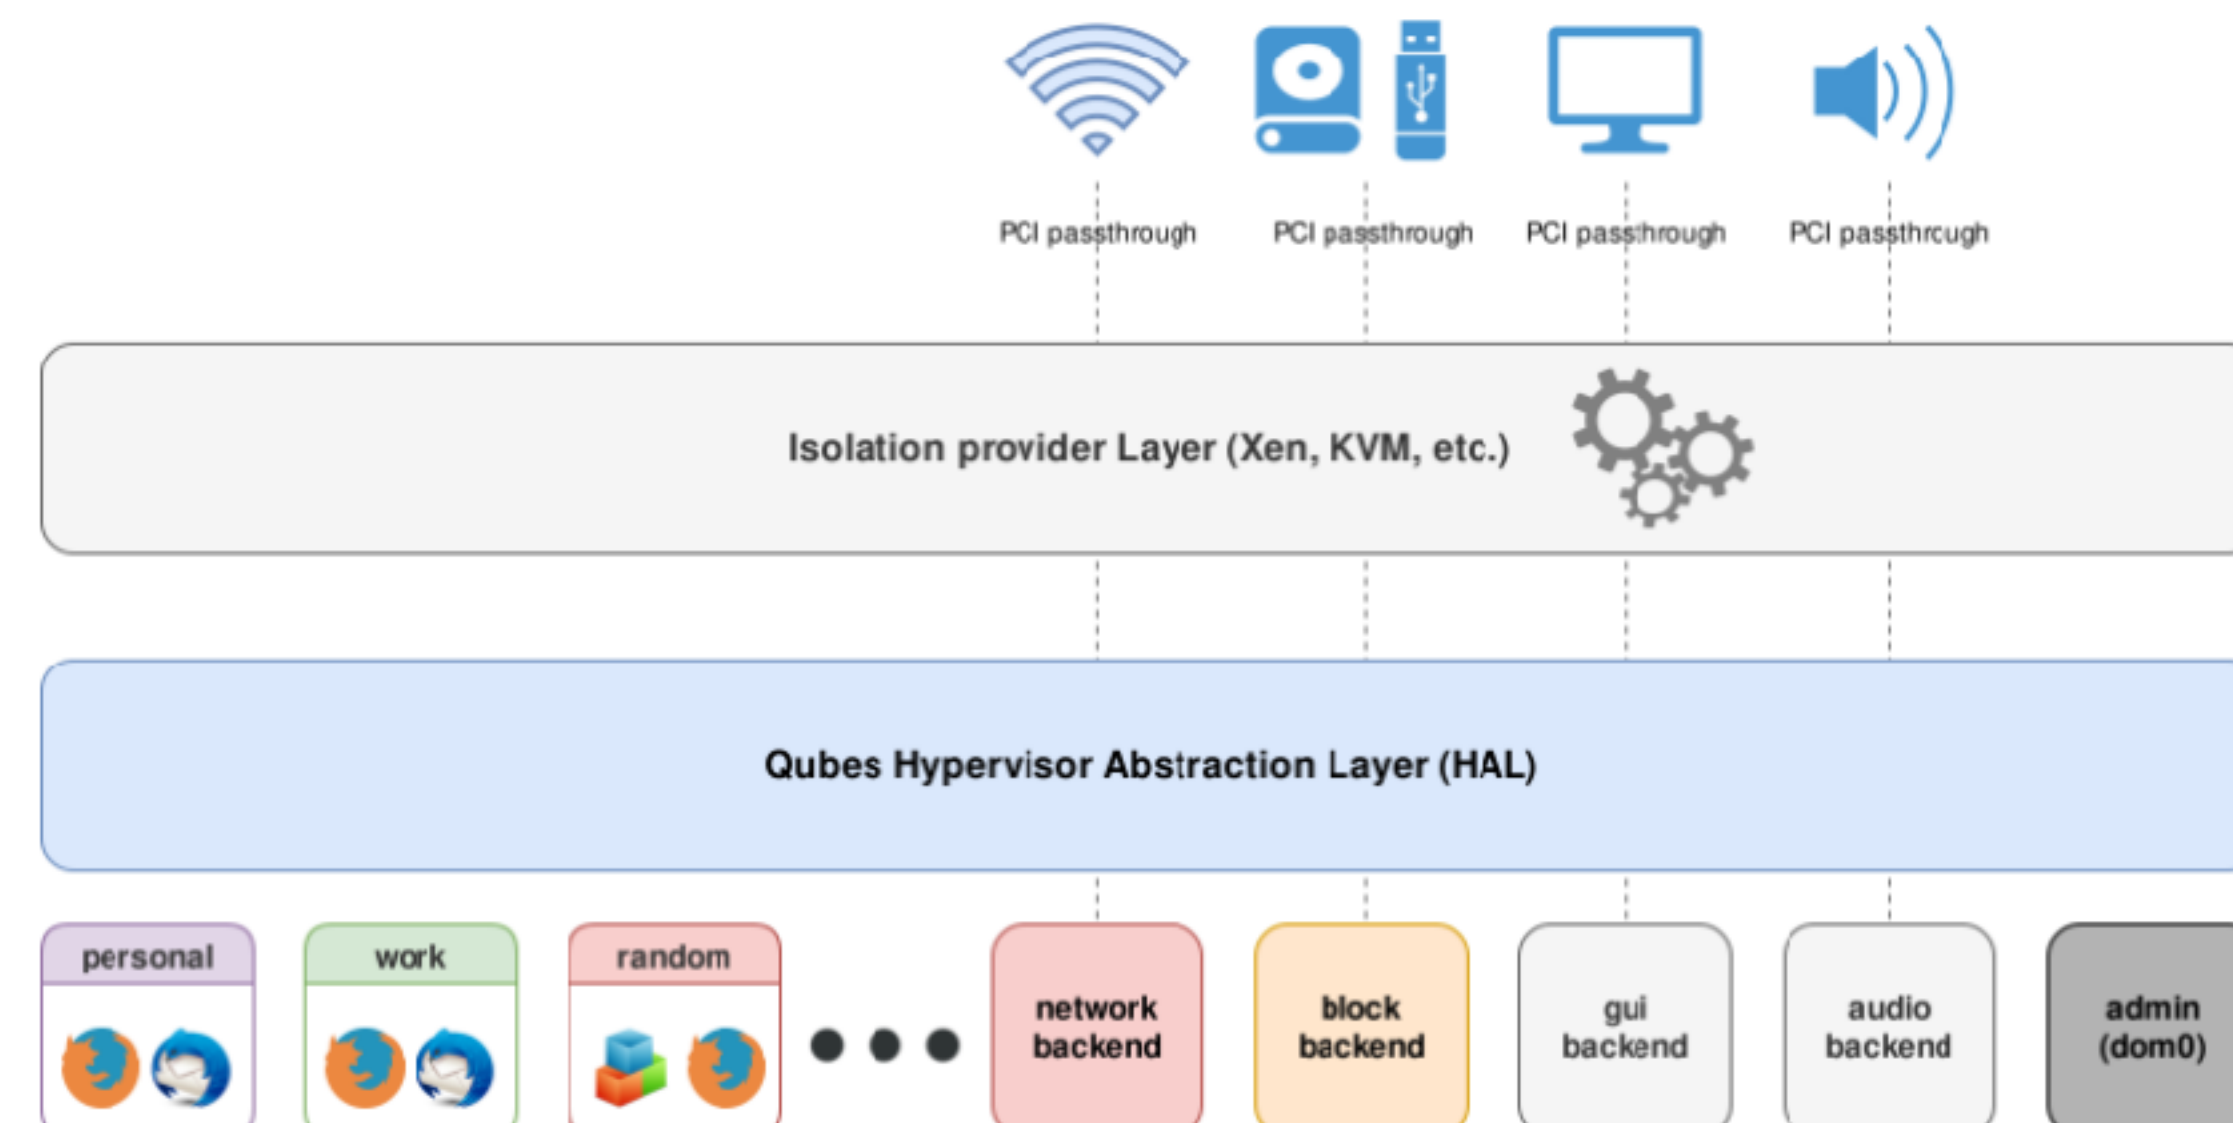 PCI passthrough PCI passthrough PCI passthrough PCI passthrough
Isolation provider Layer (Xen, KVM, etc.)
Qubes Hypervisor Abstraction Layer (HAL)
personal work random
network
backend
block
backend
gui
backend
audio
backend
admin
(dom0)